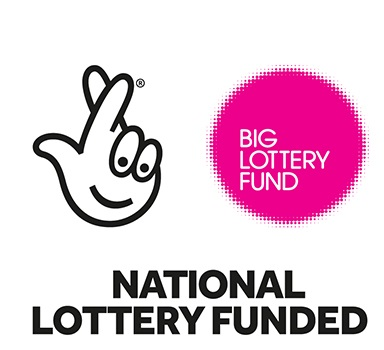 ®
BIG
LOTTERY
FUND
NATIONAL
LOTTERY FUNDED